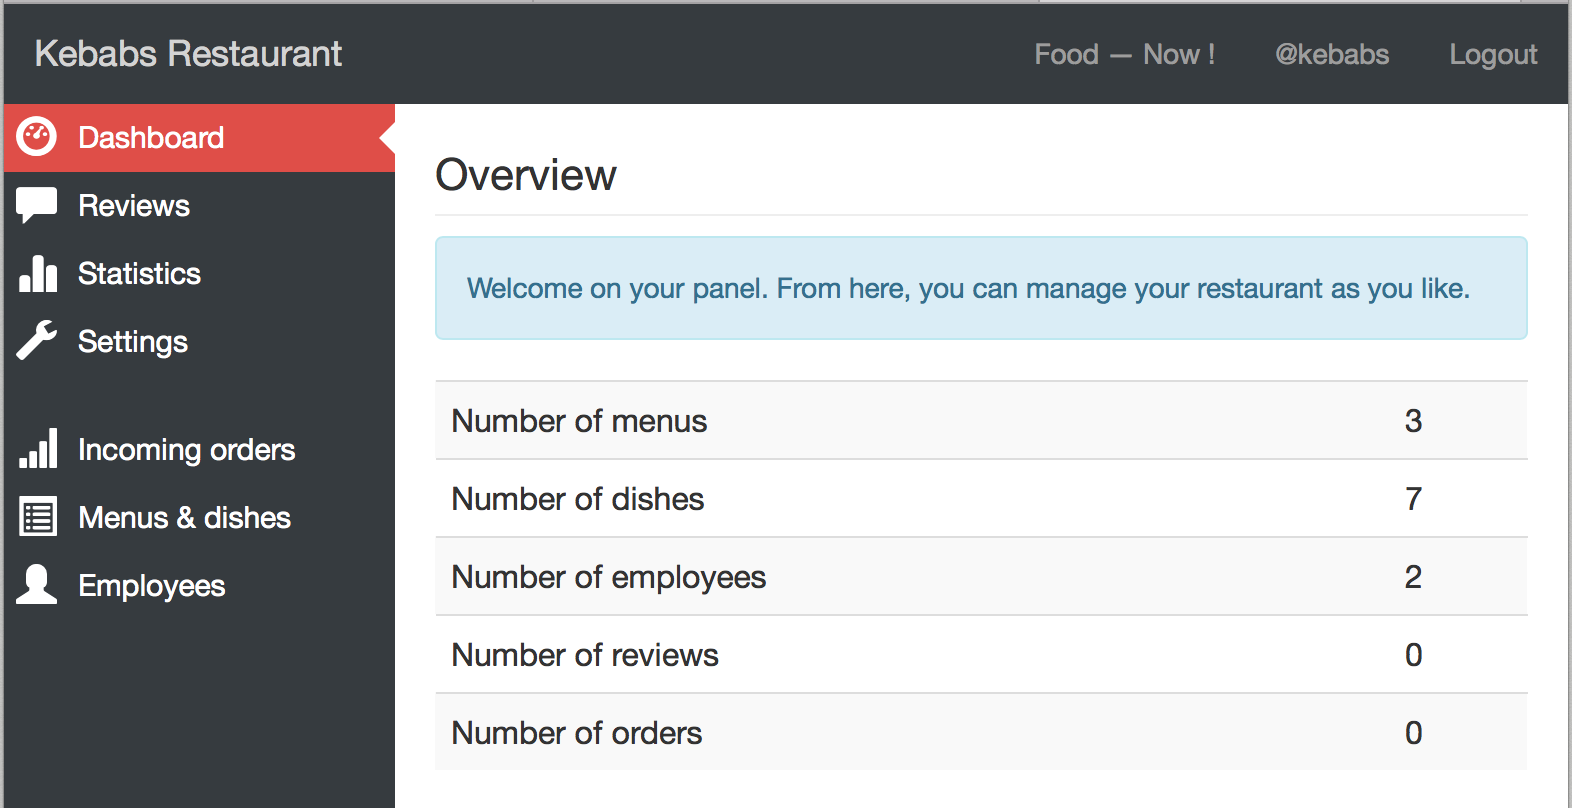 Kebabs Restaurant
Food — Now !
@kebabs
Logout
Dashboard
Reviews
Statistics
Settings
Incoming orders
Menus & dishes
Employees
Overview
Welcome on your panel. From here, you can manage your restaurant as you like.
Number of menus 3
Number of dishes 7
Number of employees 2
Number of reviews 0
Number of orders 0